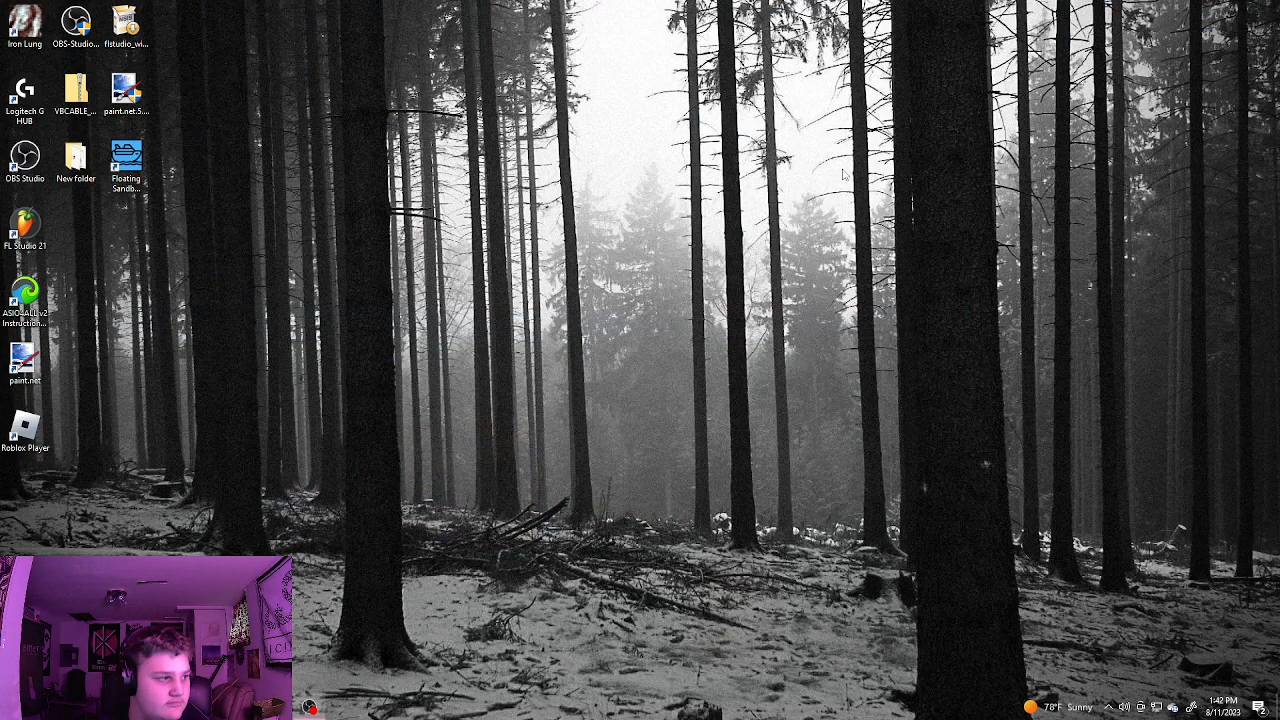 Iron Lung
OBS-Studio...
flstudio_wi...
Logitech G
HUB
VBCABLE_...
paint.net.5....
OBS Studio
New folder
Floating
Sandb...
FL Studio 21
ASIO4ALL v2
Instruction...
paint.net
Roblox Player
78°F Sunny
1:42 PM
8/11/2023
2